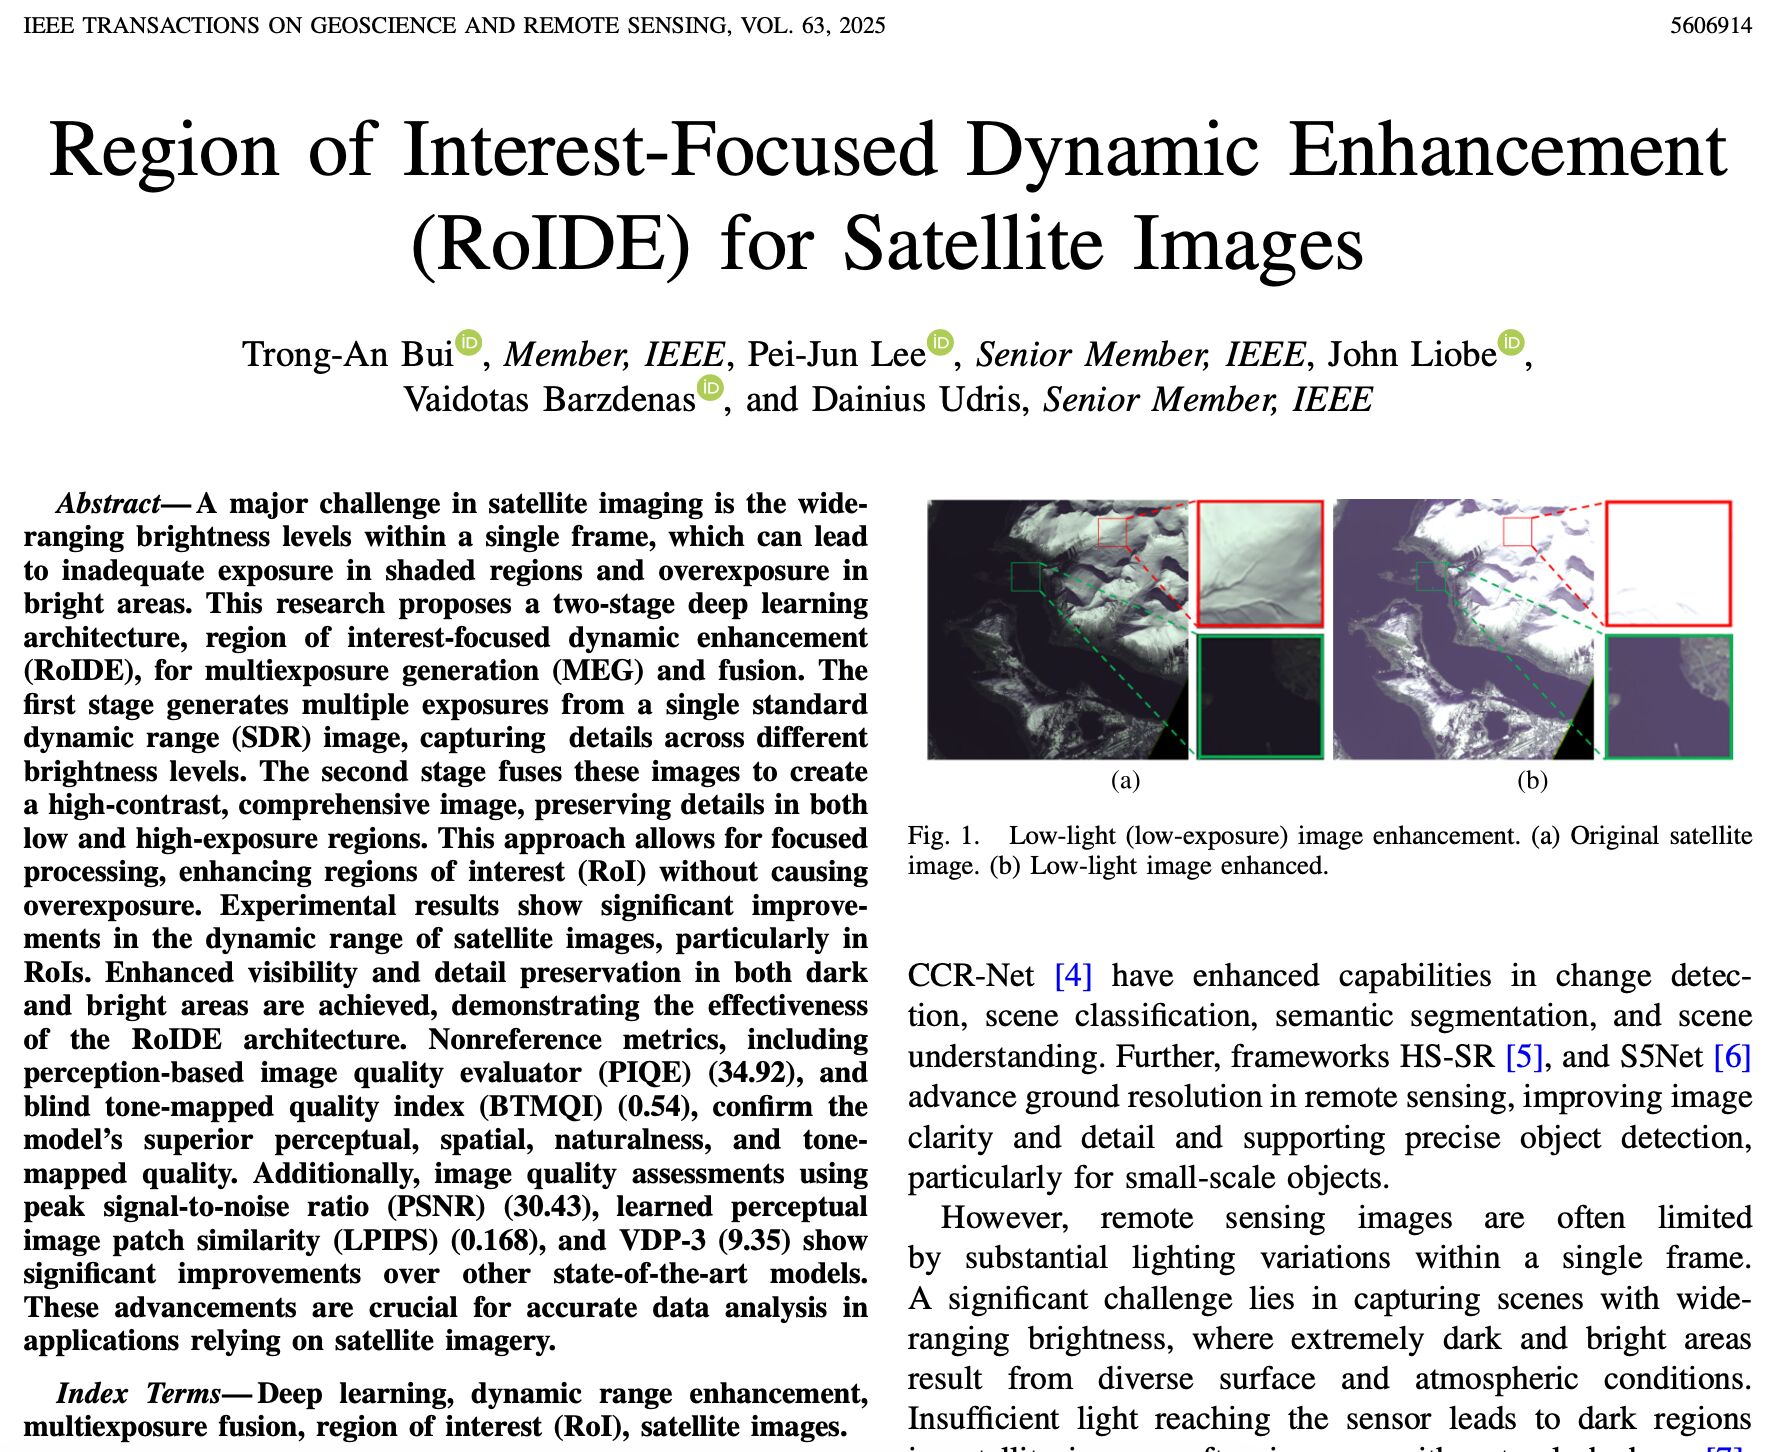 IEEE TRANSACTIONS ON GEOSCIENCE AND REMOTE SENSING, VOL. 63, 2025
5606914
Region of Interest-Focused Dynamic Enhancement
(RoIDE) for Satellite Images
Trong-An Bui iD, Member, IEEE, Pei-Jun Lee iD, Senior Member, IEEE, John Liobe iD,
Vaidotas Barzdenas iD, and Dainius Udris, Senior Member, IEEE
Abstract—A major challenge in satellite imaging is the wide-
ranging brightness levels within a single frame, which can lead
to inadequate exposure in shaded regions and overexposure in
bright areas. This research proposes a two-stage deep learning
architecture, region of interest-focused dynamic enhancement
(RoIDE), for multiexposure generation (MEG) and fusion. The
first stage generates multiple exposures from a single standard
dynamic range (SDR) image, capturing details across different
brightness levels. The second stage fuses these images to create
a high-contrast, comprehensive image, preserving details in both
low and high-exposure regions. This approach allows for focused
processing, enhancing regions of interest (RoI) without causing
overexposure. Experimental results show significant improve-
ments in the dynamic range of satellite images, particularly in
RoIs. Enhanced visibility and detail preservation in both dark
and bright areas are achieved, demonstrating the effectiveness
of the RoIDE architecture. Nonreference metrics, including
perception-based image quality evaluator (PIQE) (34.92), and
blind tone-mapped quality index (BTMQI) (0.54), confirm the
model's superior perceptual, spatial, naturalness, and tone-
mapped quality. Additionally, image quality assessments using
peak signal-to-noise ratio (PSNR) (30.43), learned perceptual
image patch similarity (LPIPS) (0.168), and VDP-3 (9.35) show
significant improvements over other state-of-the-art models.
These advancements are crucial for accurate data analysis in
applications relying on satellite imagery.
Index Terms—Deep learning, dynamic range enhancement,
multiexposure fusion, region of interest (RoI), satellite images.
(a)
(b)
Fig. 1. Low-light (low-exposure) image enhancement. (a) Original satellite
image. (b) Low-light image enhanced.
CCR-Net [4] have enhanced capabilities in change detec-
tion, scene classification, semantic segmentation, and scene
understanding. Further, frameworks HS-SR [5], and S5Net [6]
advance ground resolution in remote sensing, improving image
clarity and detail and supporting precise object detection,
particularly for small-scale objects.
However, remote sensing images are often limited
by substantial lighting variations within a single frame.
A significant challenge lies in capturing scenes with wide-
ranging brightness, where extremely dark and bright areas
result from diverse surface and atmospheric conditions.
Insufficient light reaching the sensor leads to dark regions